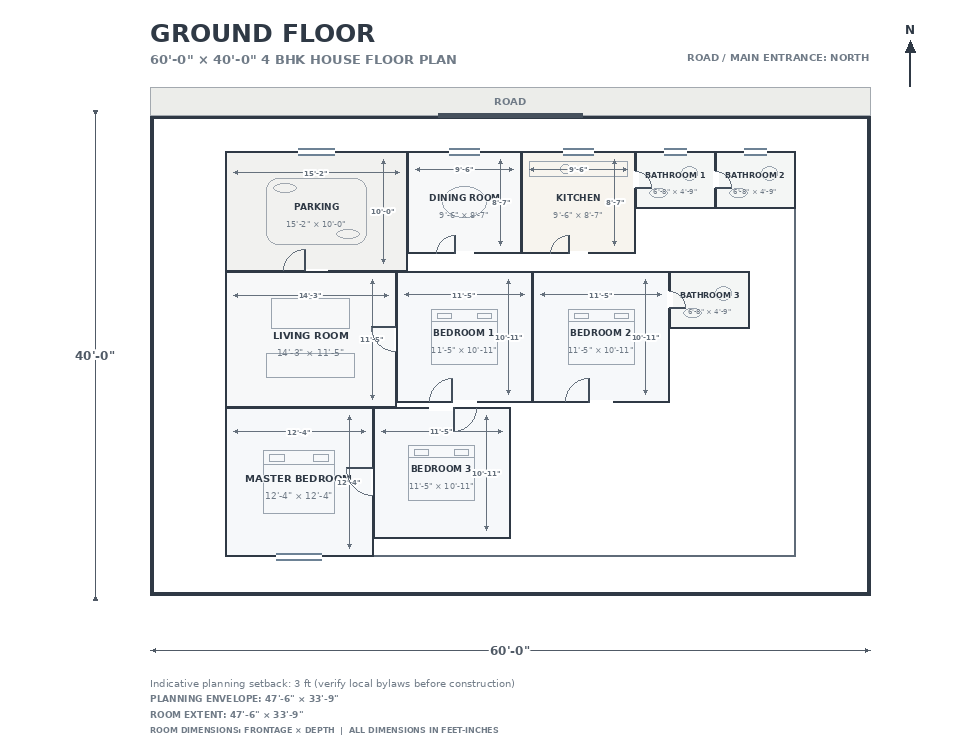 GROUND FLOOR
60'-0" × 40'-0" 4 BHK HOUSE FLOOR PLAN
ROAD / MAIN ENTRANCE: NORTH
N
ROAD
15'-2"
10'-0"
PARKING
15'-2" × 10'-0"
9'-6"
8'-7"
DINING ROOM
9'-6" × 8'-7"
9'-6"
8'-7"
KITCHEN
9'-6" × 8'-7"
BATHROOM 1
6'-8" × 4'-9"
BATHROOM 2
6'-8" × 4'-9"
14'-3"
11'-5"
LIVING ROOM
14'-3" × 11'-5"
11'-5"
10'-11"
BEDROOM 1
11'-5" × 10'-11"
11'-5"
10'-11"
BEDROOM 2
11'-5" × 10'-11"
BATHROOM 3
6'-8" × 4'-9"
40'-0"
12'-4"
12'-4"
MASTER BEDROOM
12'-4" × 12'-4"
11'-5"
10'-11"
BEDROOM 3
11'-5" × 10'-11"
60'-0"
Indicative planning setback: 3 ft (verify local bylaws before construction)
PLANNING ENVELOPE: 47'-6" × 33'-9"
ROOM EXTENT: 47'-6" × 33'-9"
ROOM DIMENSIONS: FRONTAGE × DEPTH | ALL DIMENSIONS IN FEET-INCHES